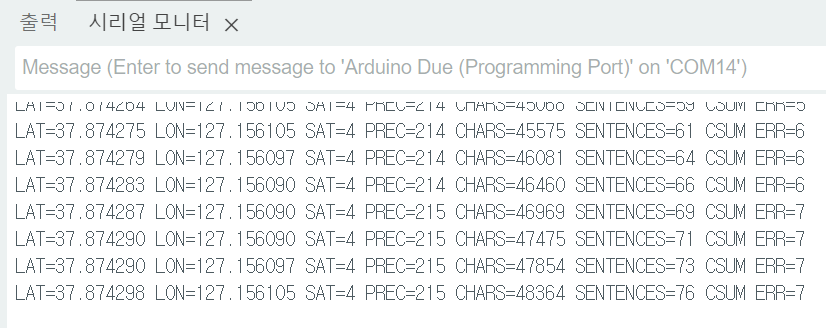 출력 시리얼 모니터 ×
Message (Enter to send message to 'Arduino Due (Programming Port)' on 'COM14')
LAT=37.874264 LON=127.156105 SAT=4 PREC=214 CHARS=45068 SENTENCES=59 CSUM ERR=5
LAT=37.874275 LON=127.156105 SAT=4 PREC=214 CHARS=45575 SENTENCES=61 CSUM ERR=6
LAT=37.874279 LON=127.156097 SAT=4 PREC=214 CHARS=46081 SENTENCES=64 CSUM ERR=6
LAT=37.874283 LON=127.156090 SAT=4 PREC=214 CHARS=46460 SENTENCES=66 CSUM ERR=6
LAT=37.874287 LON=127.156090 SAT=4 PREC=215 CHARS=46969 SENTENCES=69 CSUM ERR=7
LAT=37.874290 LON=127.156090 SAT=4 PREC=215 CHARS=47475 SENTENCES=71 CSUM ERR=7
LAT=37.874290 LON=127.156097 SAT=4 PREC=215 CHARS=47854 SENTENCES=73 CSUM ERR=7
LAT=37.874298 LON=127.156105 SAT=4 PREC=215 CHARS=48364 SENTENCES=76 CSUM ERR=7